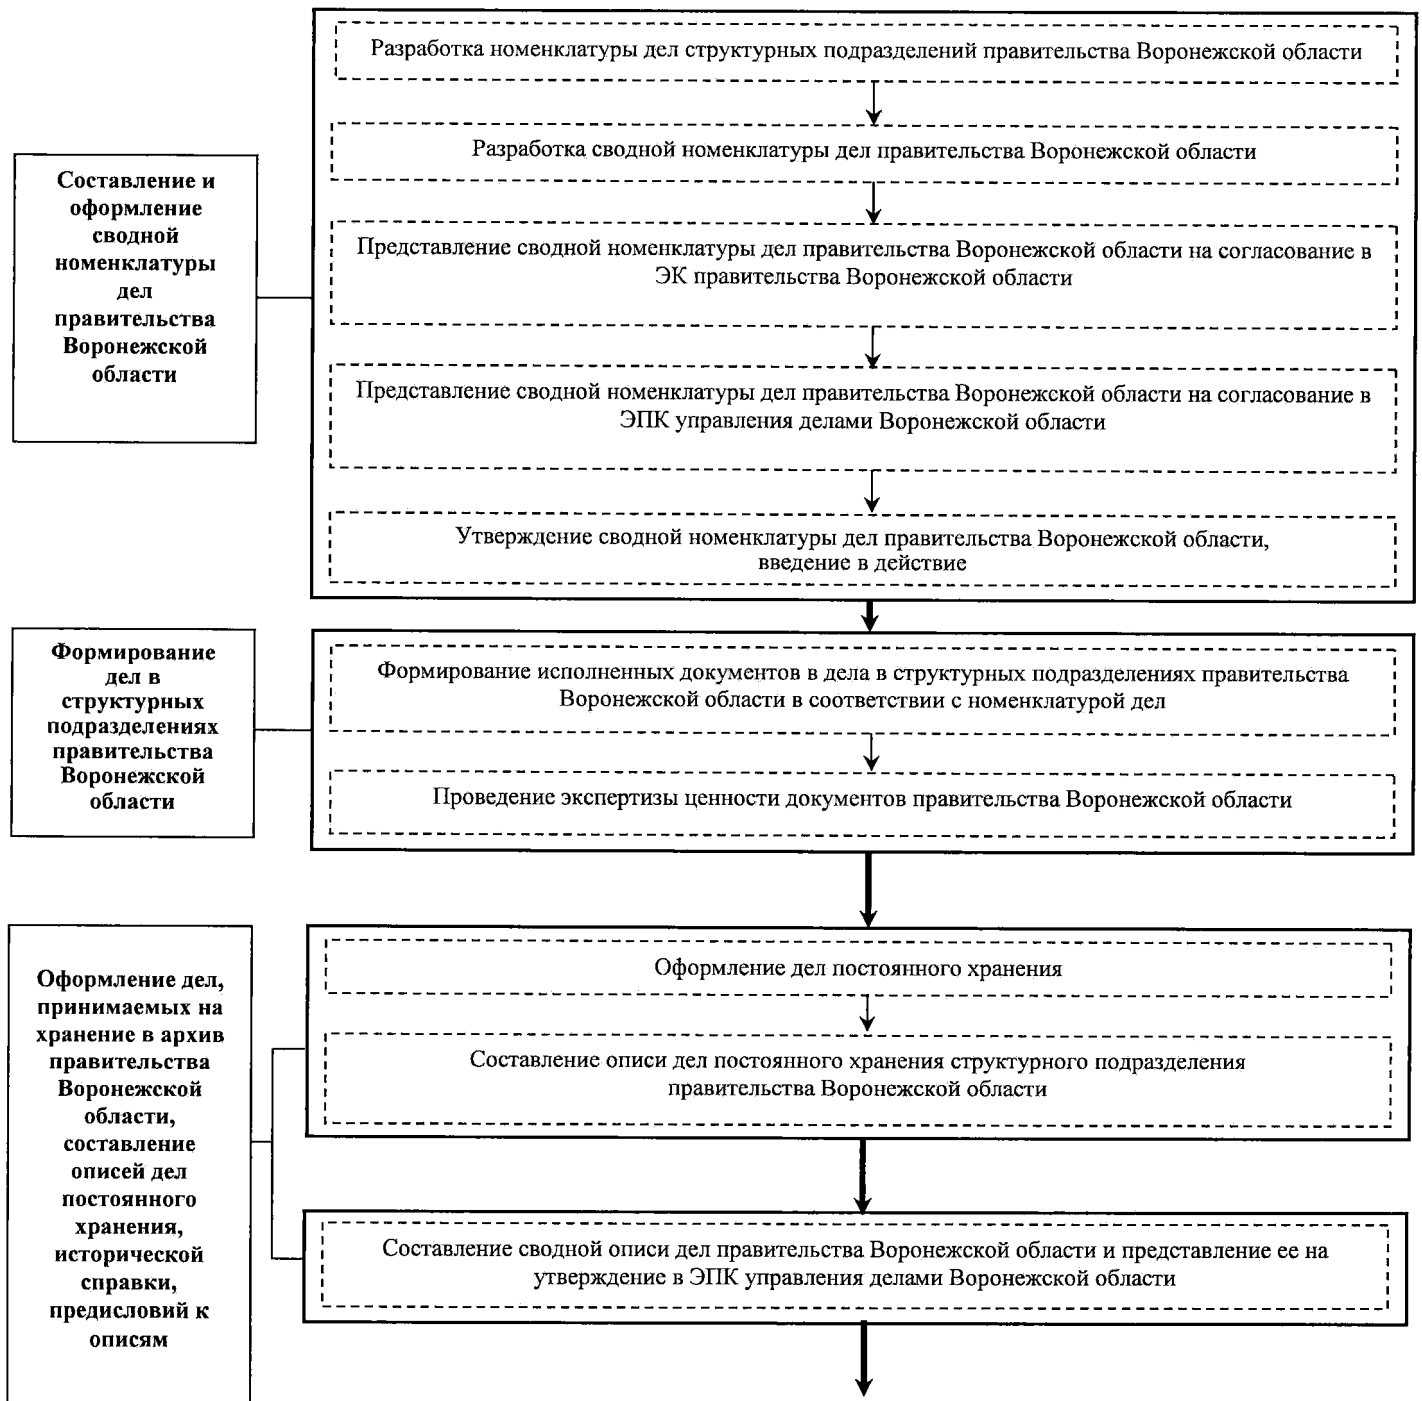 Разработка номенклатуры дел структурных подразделений правительства Воронежской области
Разработка сводной номенклатуры дел правительства Воронежской области
Составление и
оформление
сводной
номенклатуры
дел
правительства
Воронежской
области
Представление сводной номенклатуры дел правительства Воронежской области на согласование в
ЭК правительства Воронежской области
Представление сводной номенклатуры дел правительства Воронежской области на согласование в
ЭПК управления делами Воронежской области
Утверждение сводной номенклатуры дел правительства Воронежской области,
введение в действие
Формирование
дел в
структурных
подразделениях
правительства
Воронежской
области
Формирование исполненных документов в дела в структурных подразделениях правительства
Воронежской области в соответствии с номенклатурой дел
Проведение экспертизы ценности документов правительства Воронежской области
Оформление дел,
принимаемых на
хранение в архив
правительства
Воронежской
области,
составление
описей дел
постоянного
хранения,
исторической
справки,
предисловий к
описям
Оформление дел постоянного хранения
Составление описи дел постоянного хранения структурного подразделения
правительства Воронежской области
Составление сводной описи дел правительства Воронежской области и представление ее на
утверждение в ЭПК управления делами Воронежской области